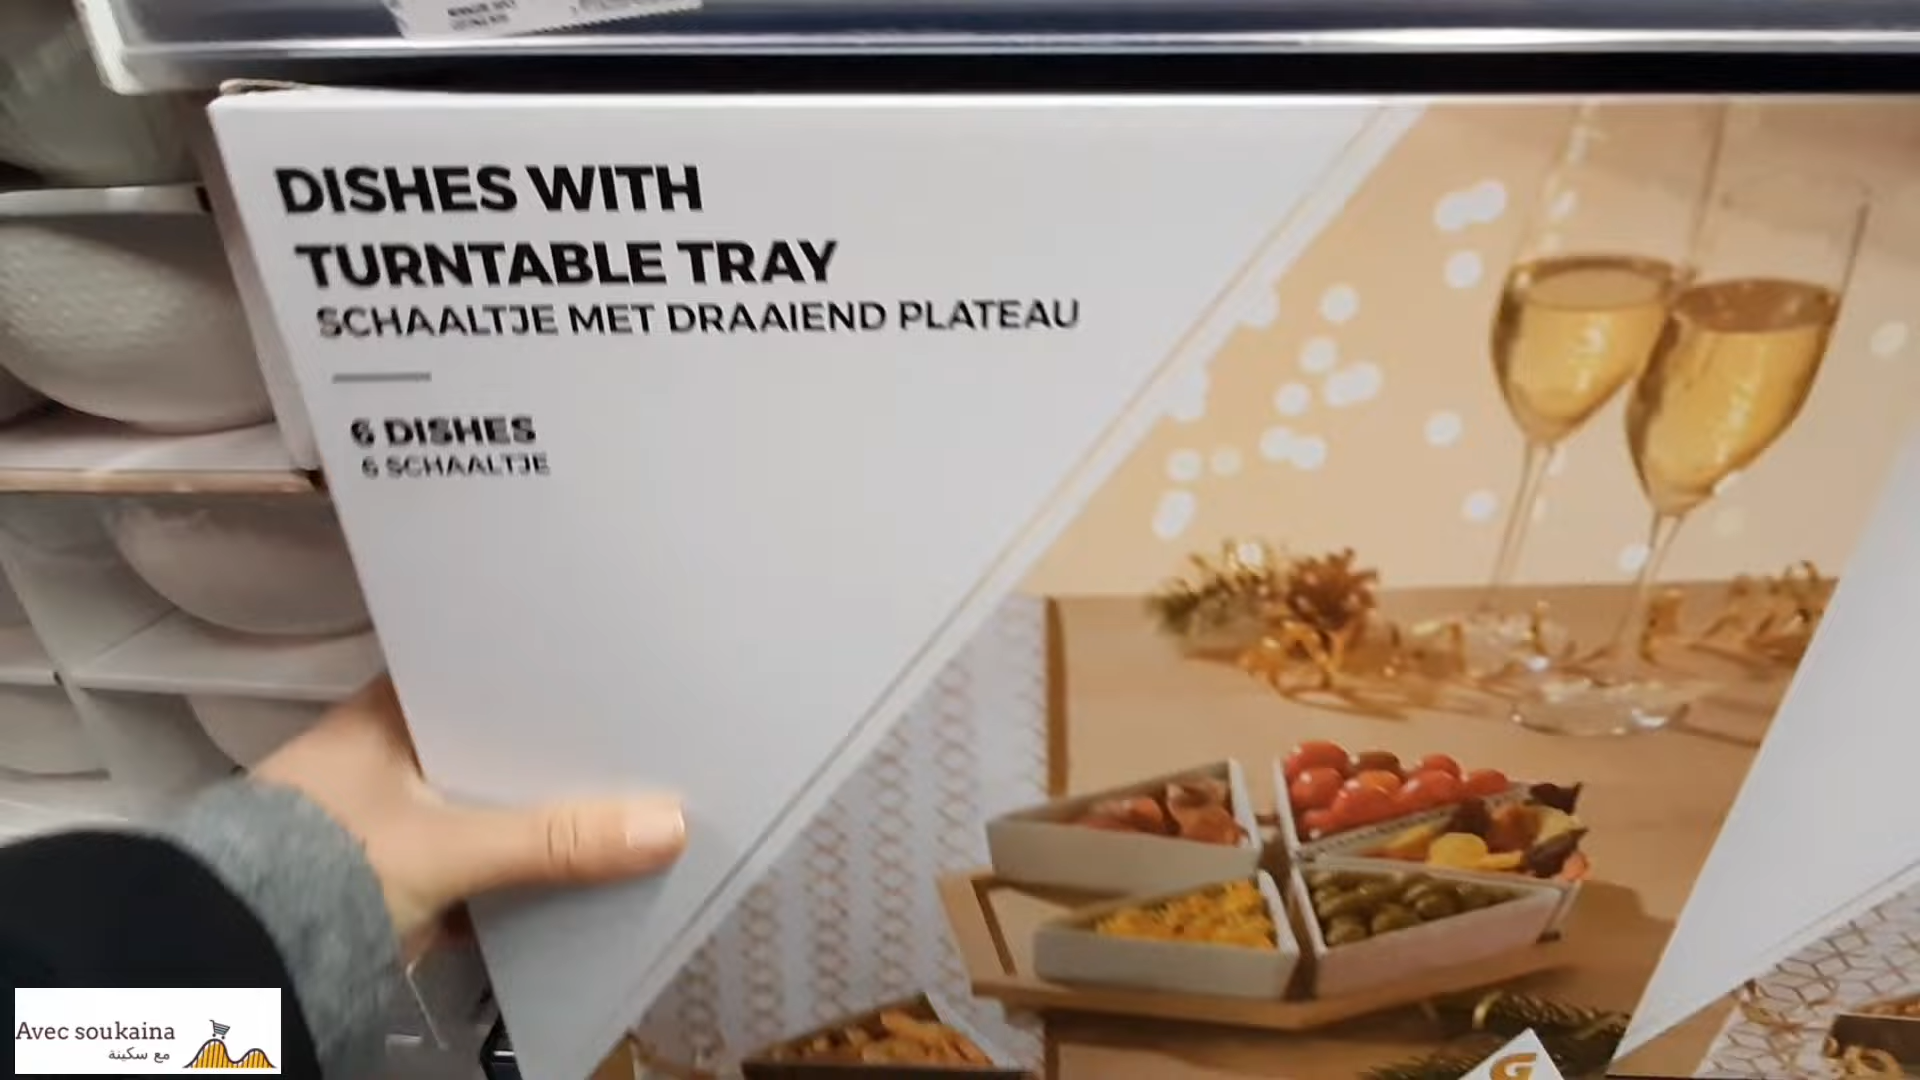 DISHES WITH
TURNTABLE TRAY
SCHAALTJE MET DRAAIEND PLATEAU
6 DISHES
6 SCHAALTJE
Avec soukaina
مع سكينة